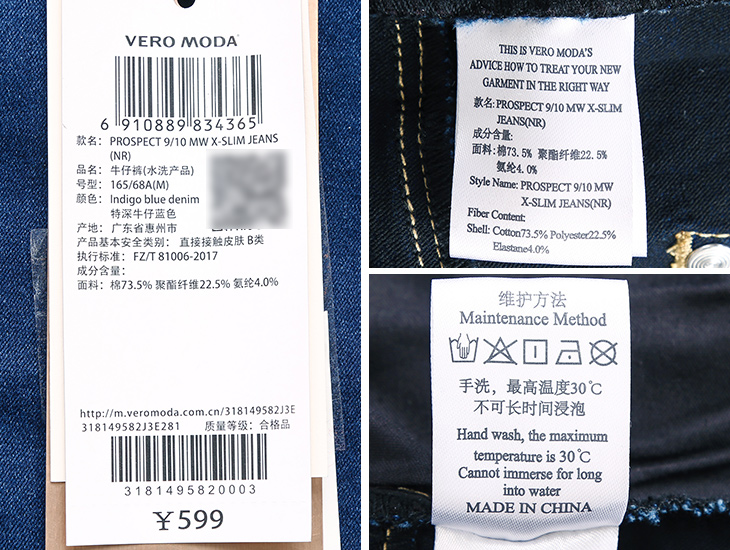 VERO MODA
6 910889 834365
款名: PROSPECT 9/10 MW X-SLIM JEANS
(NR)
品名: 牛仔裤(水洗产品)
号型: 165/68A(M)
颜色: Indigo blue denim
特深牛仔蓝色
产地: 广东省惠州市
产品基本安全类别: 直接接触皮肤 B类
执行标准: FZ/T 81006-2017
成分含量:
面料: 棉73.5% 聚酯纤维22.5% 氨纶4.0%
http://m.veromoda.com.cn/318149582J3E
318149582J3E281 质量等级: 合格品
3181495820003
￥599
THIS IS VERO MODA'S
ADVICE HOW TO TREAT YOUR NEW
GARMENT IN THE RIGHT WAY
款名: PROSPECT 9/10 MW X-SLIM
JEANS(NR)
成分含量:
面料: 棉73.5% 聚酯纤维22.5%
氨纶4.0%
Style Name: PROSPECT 9/10 MW
X-SLIM JEANS(NR)
Fiber Content:
Shell: Cotton73.5% Polyester22.5%
Elastane4.0%
维护方法
Maintenance Method
手洗，最高温度30℃
不可长时间浸泡
Hand wash, the maximum
temperature is 30℃
Cannot immerse for long
into water
MADE IN CHINA